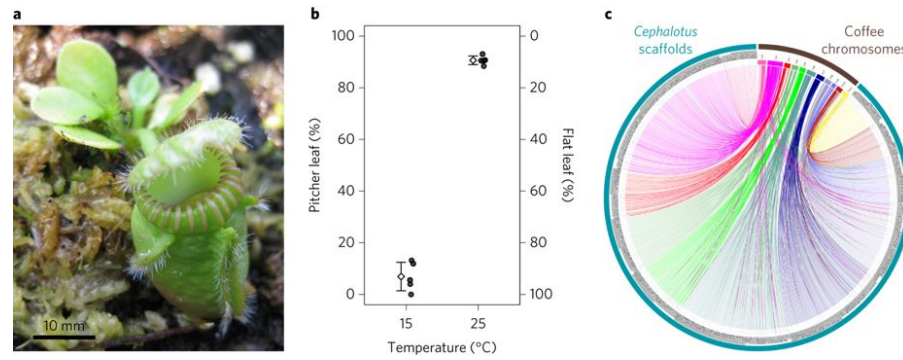 a
10 mm
b
100
80
60
40
20
0
Pitcher leaf (%)
0
20
40
60
80
100
Flat leaf (%)
15
25
Temperature (°C)
c
Cephalotus
scaffolds
Coffee
chromosomes